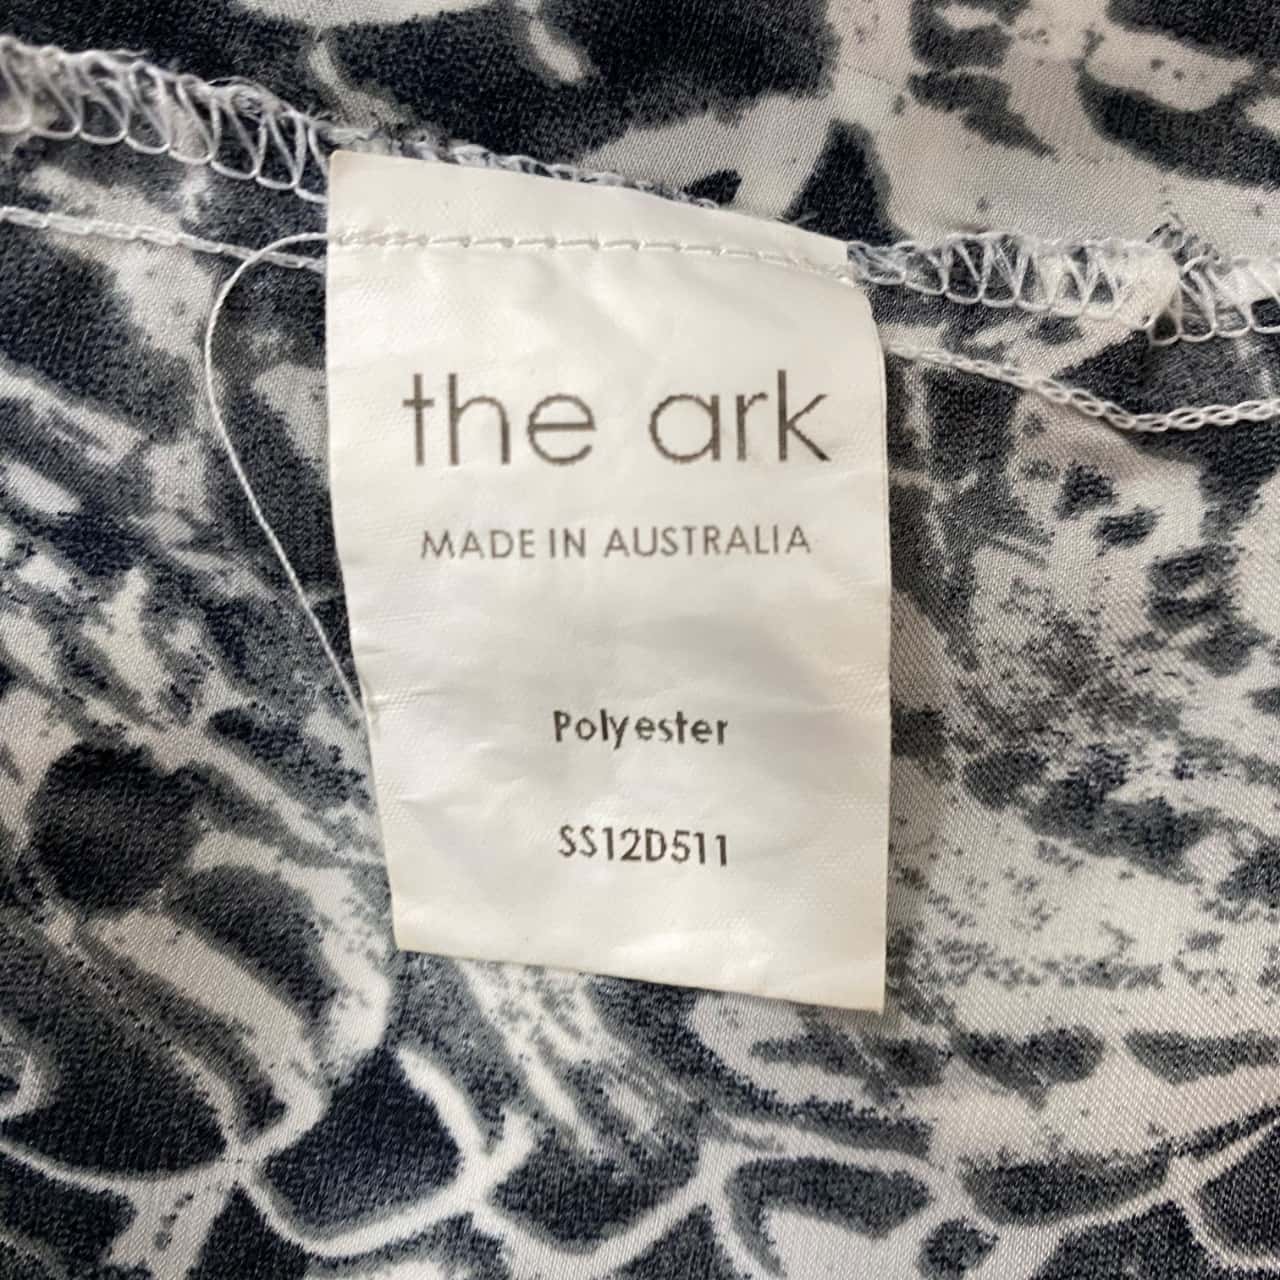 the ark
MADE IN AUSTRALIA
Polyester
SS12D511